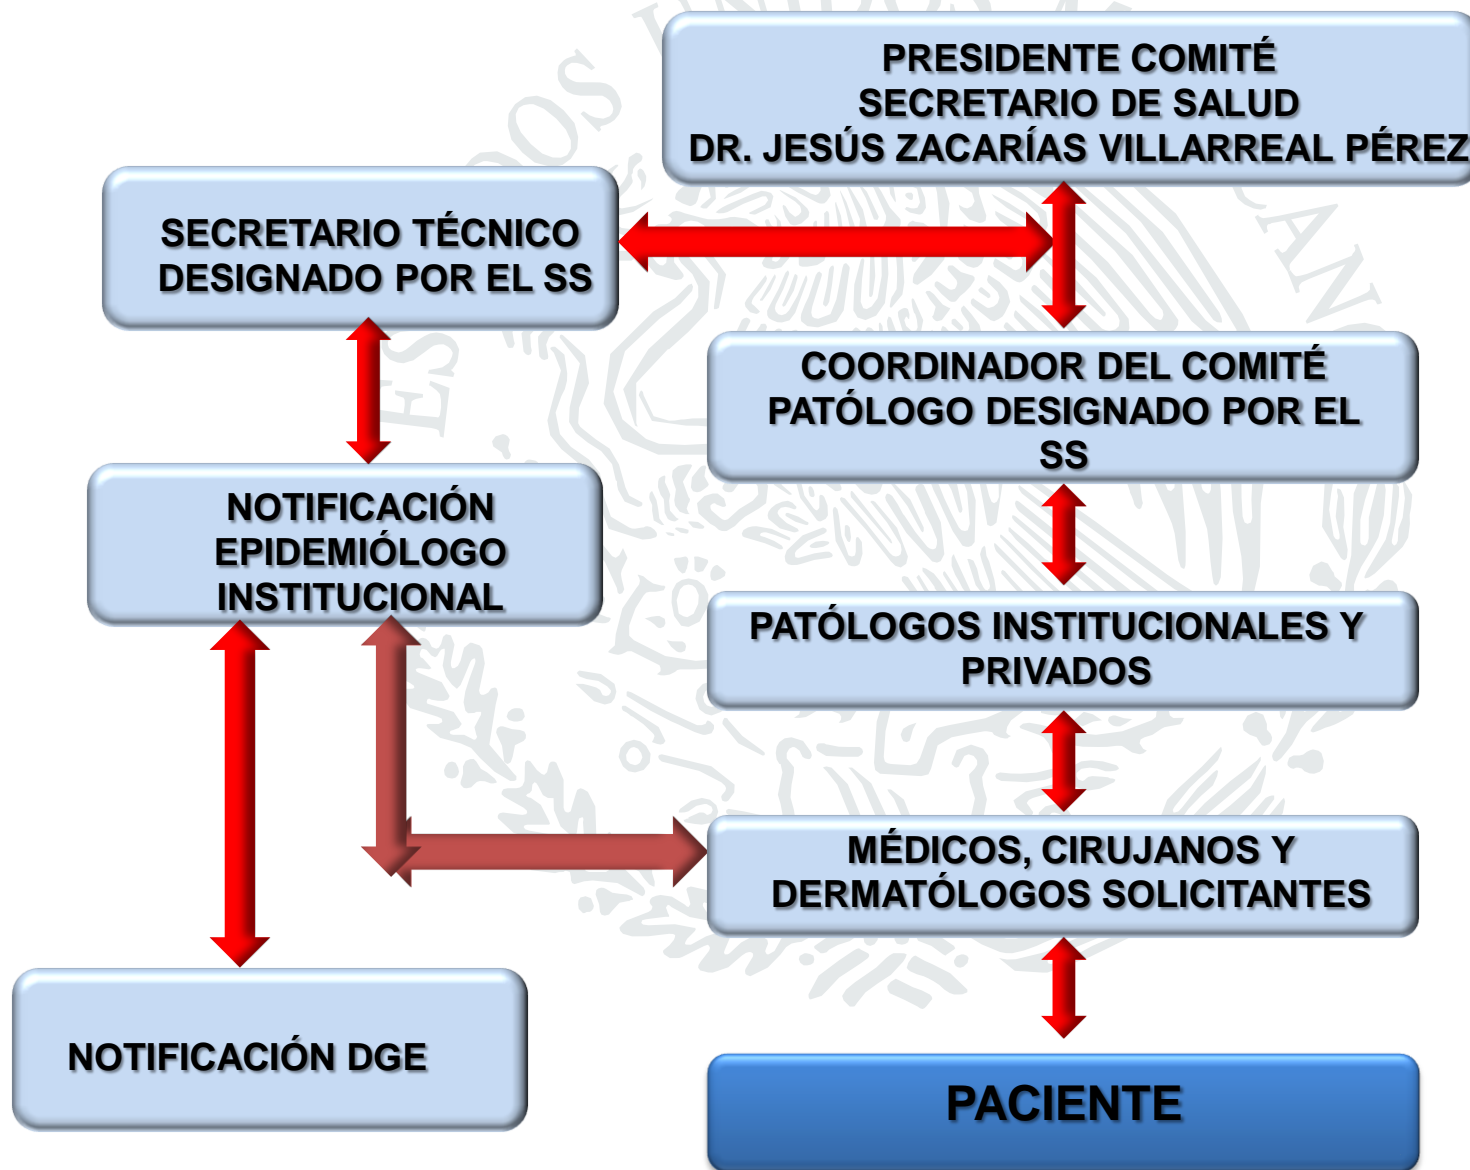 PRESIDENTE COMITÉ
SECRETARIO DE SALUD
DR. JESÚS ZACARÍAS VILLARREAL PÉREZ
SECRETARIO TÉCNICO
DESIGNADO POR EL SS
COORDINADOR DEL COMITÉ
PATÓLOGO DESIGNADO POR EL
SS
NOTIFICACIÓN
EPIDEMIÓLOGO
INSTITUCIONAL
PATÓLOGOS INSTITUCIONALES Y
PRIVADOS
MÉDICOS, CIRUJANOS Y
DERMATÓLOGOS SOLICITANTES
NOTIFICACIÓN DGE
PACIENTE